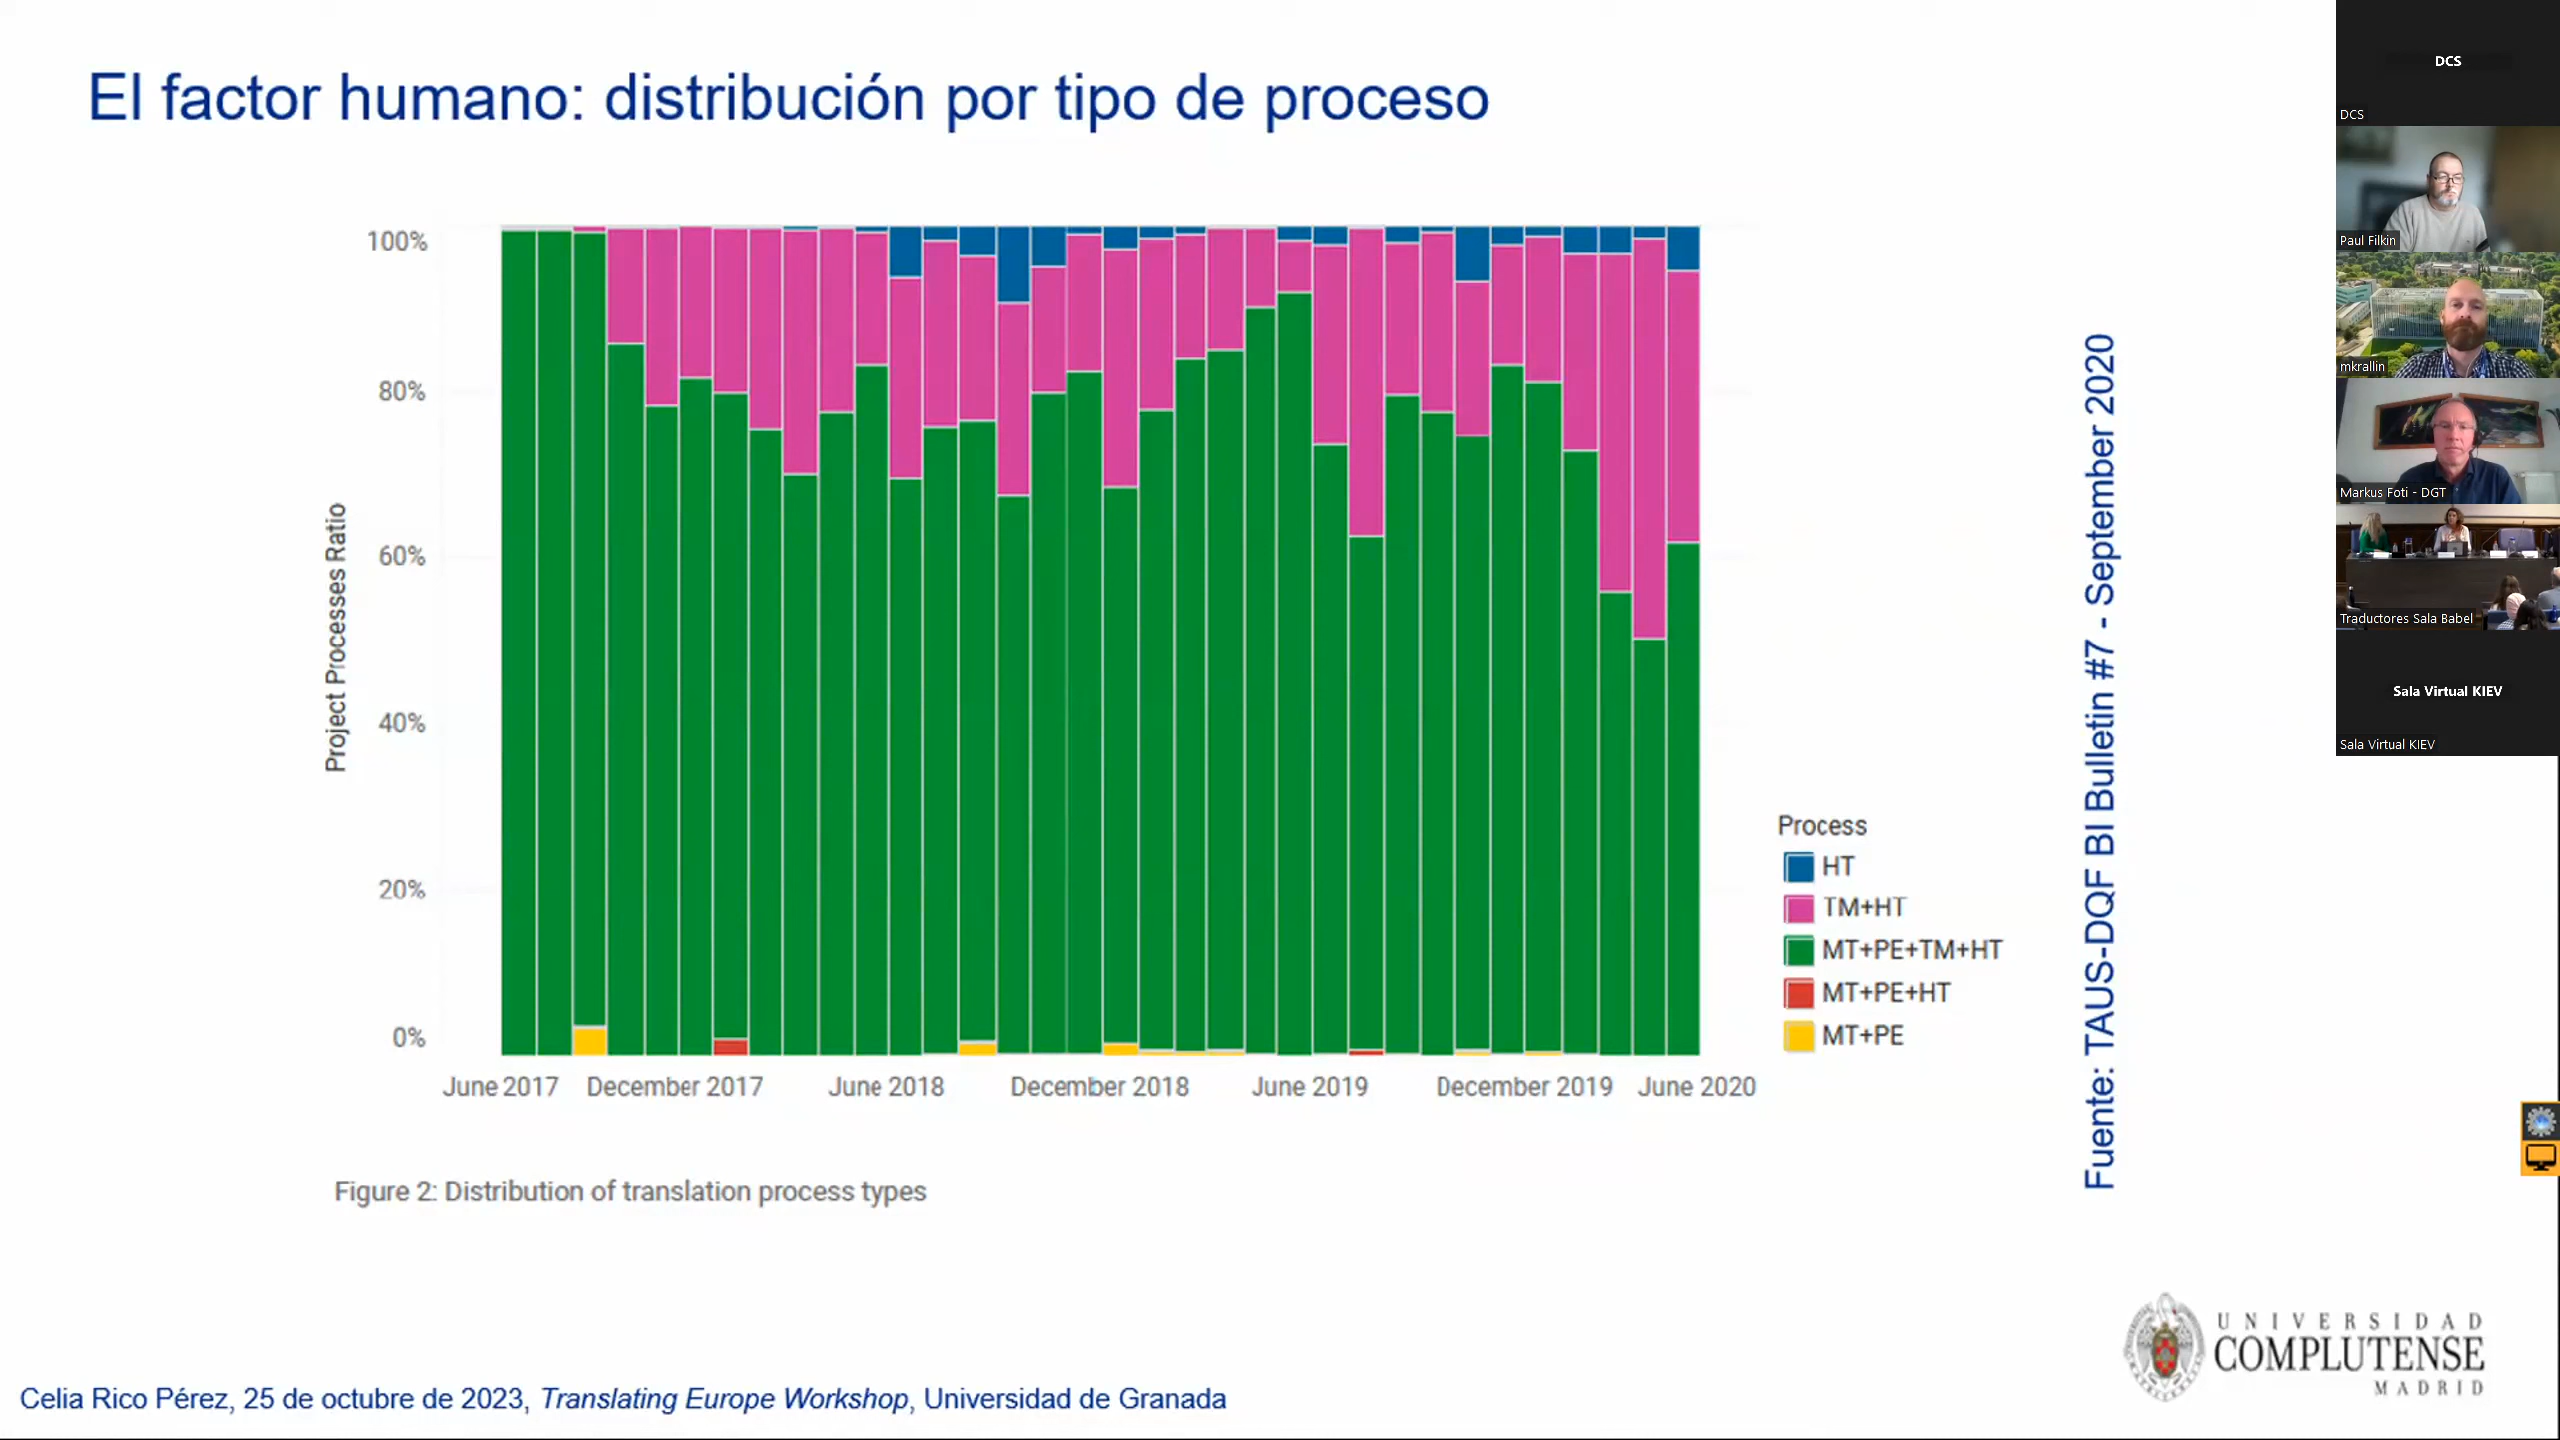 El factor humano: distribución por tipo de proceso
Project Processes Ratio
100%
80%
60%
40%
20%
0%
June 2017
December 2017
June 2018
December 2018
June 2019
December 2019
June 2020
Process
HT
TM+HT
MT+PE+TM+HT
MT+PE+HT
MT+PE
Figure 2: Distribution of translation process types
Fuente: TAUS-DQF BI Bulletin #7 - September 2020
Celia Rico Pérez, 25 de octubre de 2023, Translating Europe Workshop, Universidad de Granada
UNIVERSIDAD
COMPLUTENSE
MADRID
DCS
DCS
Paul Filkin
mkrallin
Markus Foti - DGT
Traductores Sala Babel
Sala Virtual KIEV
Sala Virtual KIEV